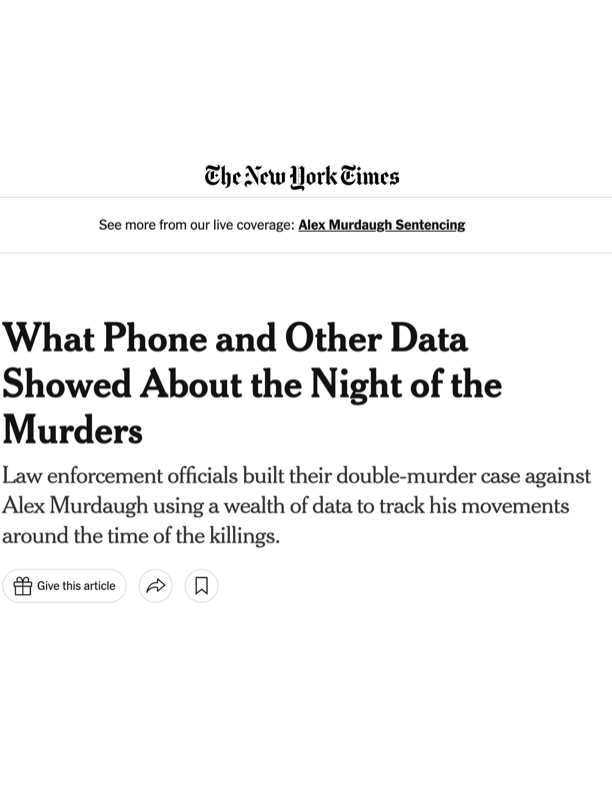 The New York Times
See more from our live coverage: Alex Murdaugh Sentencing
What Phone and Other Data
Showed About the Night of the
Murders
Law enforcement officials built their double-murder case against
Alex Murdaugh using a wealth of data to track his movements
around the time of the killings.
Give this article